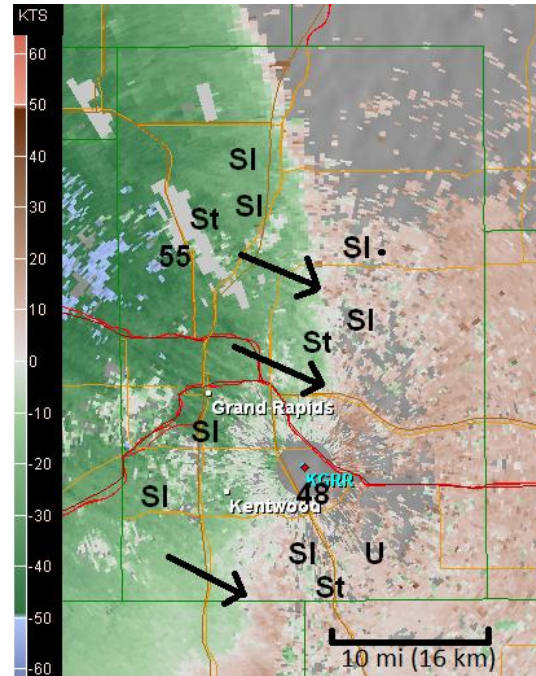 KTS
60
50
40
30
20
10
0
-10
-20
-30
-40
-50
-60
Sl
Sl
St
55
Sl
Sl
St
Grand Rapids
Sl
KGRR
48
Sl
Kentwood
Sl
U
St
10 mi (16 km)